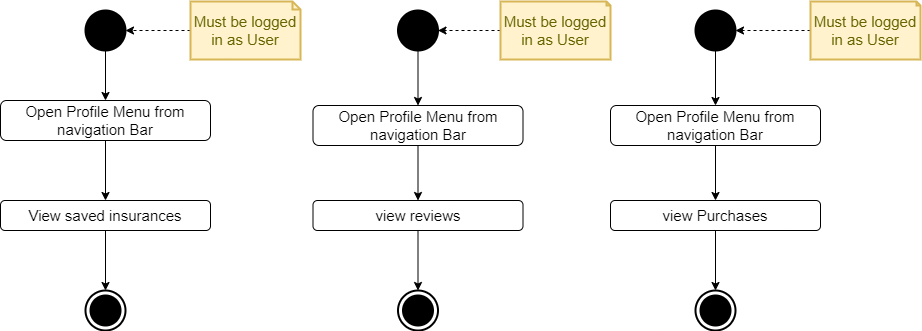 Must be logged
in as User
Must be logged
in as User
Must be logged
in as User
Open Profile Menu from
navigation Bar
Open Profile Menu from
navigation Bar
Open Profile Menu from
navigation Bar
View saved insurances
view reviews
view Purchases